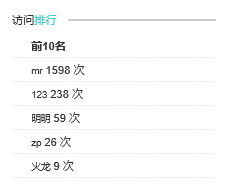 访问排行
前10名
mr 1598 次
123 238 次
明明 59 次
zp 26 次
火龙 9 次